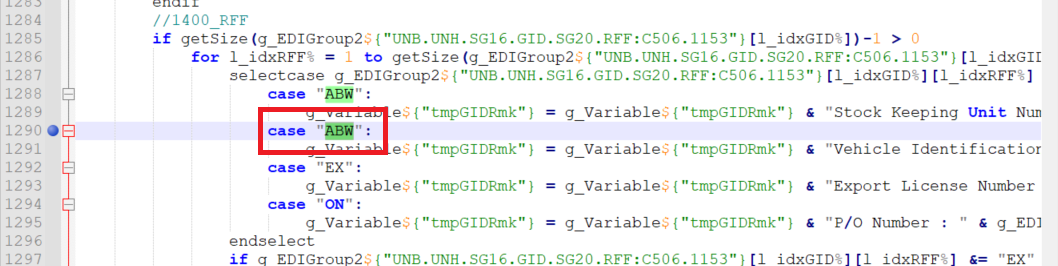 1283 endif
1284 //1400_RFF
1285 if getSize(g_EDIGroup2${"UNB.UNH.SG16.GID.SG20.RFF:C506.1153"}[l_idxGID%])-1 > 0
1286 for l_idxRFF% = 1 to getSize(g_EDIGroup2${"UNB.UNH.SG16.GID.SG20.RFF:C506.1153"}[l_idxGID
1287 selectcase g_EDIGroup2${"UNB.UNH.SG16.GID.SG20.RFF:C506.1153"}[l_idxGID%][l_idxRFF%]
1288 case "ABW":
1289 g_Variable${"tmpGIDRmk"} = g_Variable${"tmpGIDRmk"} & "Stock Keeping Unit Num
1290 case "ABW":
1291 g_Variable${"tmpGIDRmk"} = g_Variable${"tmpGIDRmk"} & "Vehicle Identification
1292 case "EX":
1293 g_Variable${"tmpGIDRmk"} = g_Variable${"tmpGIDRmk"} & "Export License Number
1294 case "ON":
1295 g_Variable${"tmpGIDRmk"} = g_Variable${"tmpGIDRmk"} & "P/O Number : " & g_EDI
1296 endselect
1297 if g_EDIGroup2${"UNB.UNH.SG16.GID.SG20.RFF:C506.1153"}[l_idxGID%][l_idxRFF%] &= "EX"